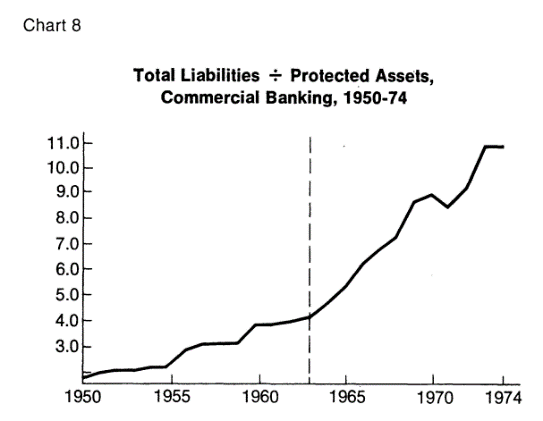 Chart 8
Total Liabilities ÷ Protected Assets,
Commercial Banking, 1950-74
11.0
10.0
9.0
8.0
7.0
6.0
5.0
4.0
3.0
1950 1955 1960 1965 1970 1974